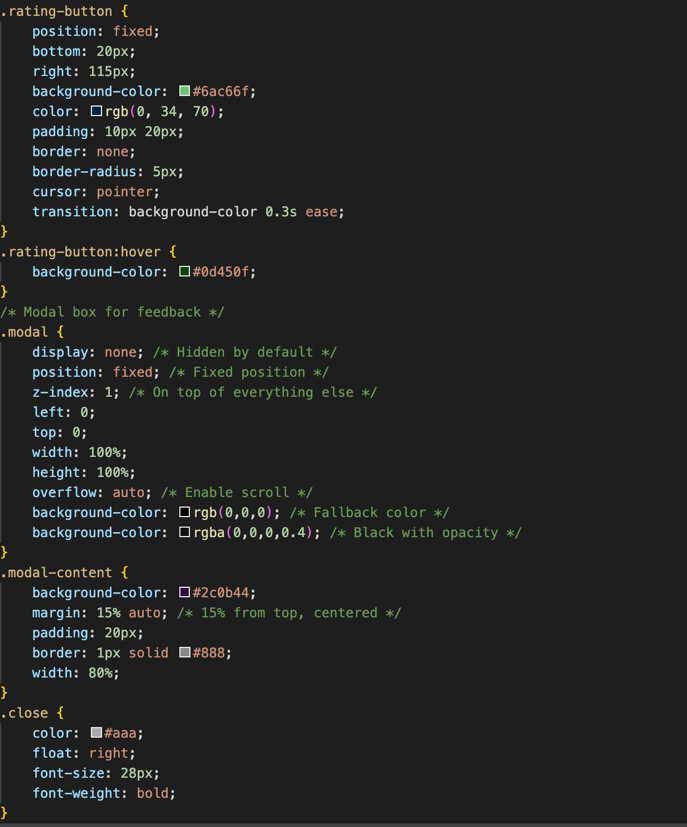 .rating-button {
    position: fixed;
    bottom: 20px;
    right: 115px;
    background-color: #6ac66f;
    color: rgb(0, 34, 70);
    padding: 10px 20px;
    border: none;
    border-radius: 5px;
    cursor: pointer;
    transition: background-color 0.3s ease;
}
.rating-button:hover {
    background-color: #0d450f;
}
/* Modal box for feedback */
.modal {
    display: none; /* Hidden by default */
    position: fixed; /* Fixed position */
    z-index: 1; /* On top of everything else */
    left: 0;
    top: 0;
    width: 100%;
    height: 100%;
    overflow: auto; /* Enable scroll */
    background-color: rgb(0,0,0); /* Fallback color */
    background-color: rgba(0,0,0,0.4); /* Black with opacity */
}
.modal-content {
    background-color: #2c0b44;
    margin: 15% auto; /* 15% from top, centered */
    padding: 20px;
    border: 1px solid #888;
    width: 80%;
}
.close {
    color: #aaa;
    float: right;
    font-size: 28px;
    font-weight: bold;
}